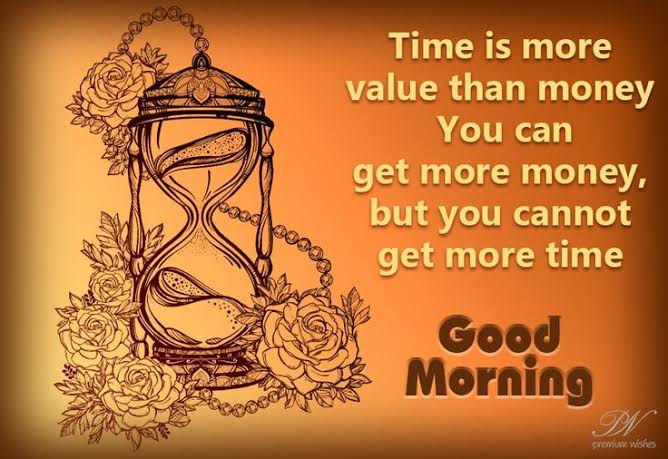 Time is more
value than money
You can
get more money,
but you cannot
get more time
Good
Morning
PW
premium wishes